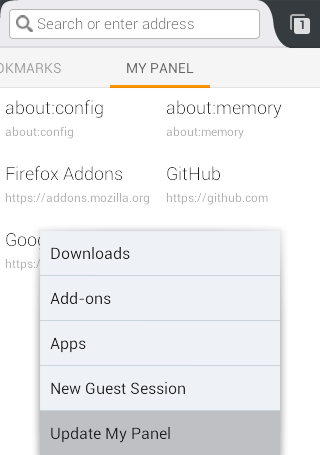 Search or enter address
1
OKMARKS
MY PANEL
about:config
about:memory
about:config
about:memory
Firefox Addons
GitHub
https://addons.mozilla.org
https://github.com
Goo
https:/
Downloads
Add-ons
Apps
New Guest Session
Update My Panel